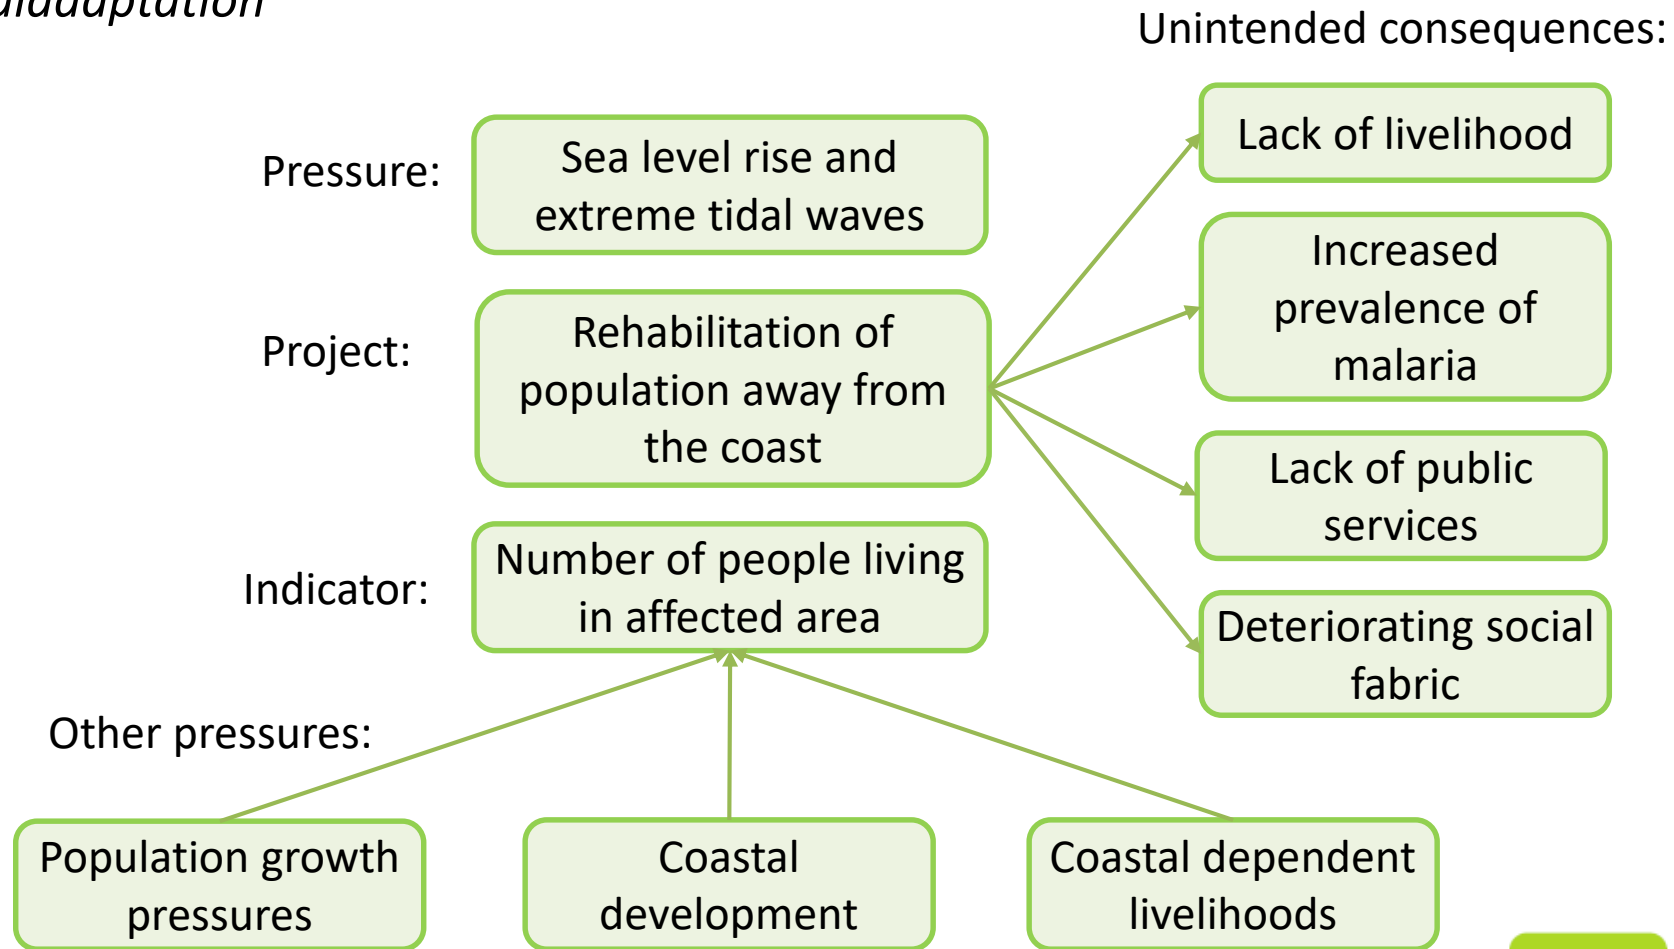 Unintended consequences:
Pressure:
Sea level rise and
extreme tidal waves
Project:
Rehabilitation of
population away from
the coast
Indicator:
Number of people living
in affected area
Lack of livelihood
Increased
prevalence of
malaria
Lack of public
services
Deteriorating social
fabric
Other pressures:
Population growth
pressures
Coastal
development
Coastal dependent
livelihoods